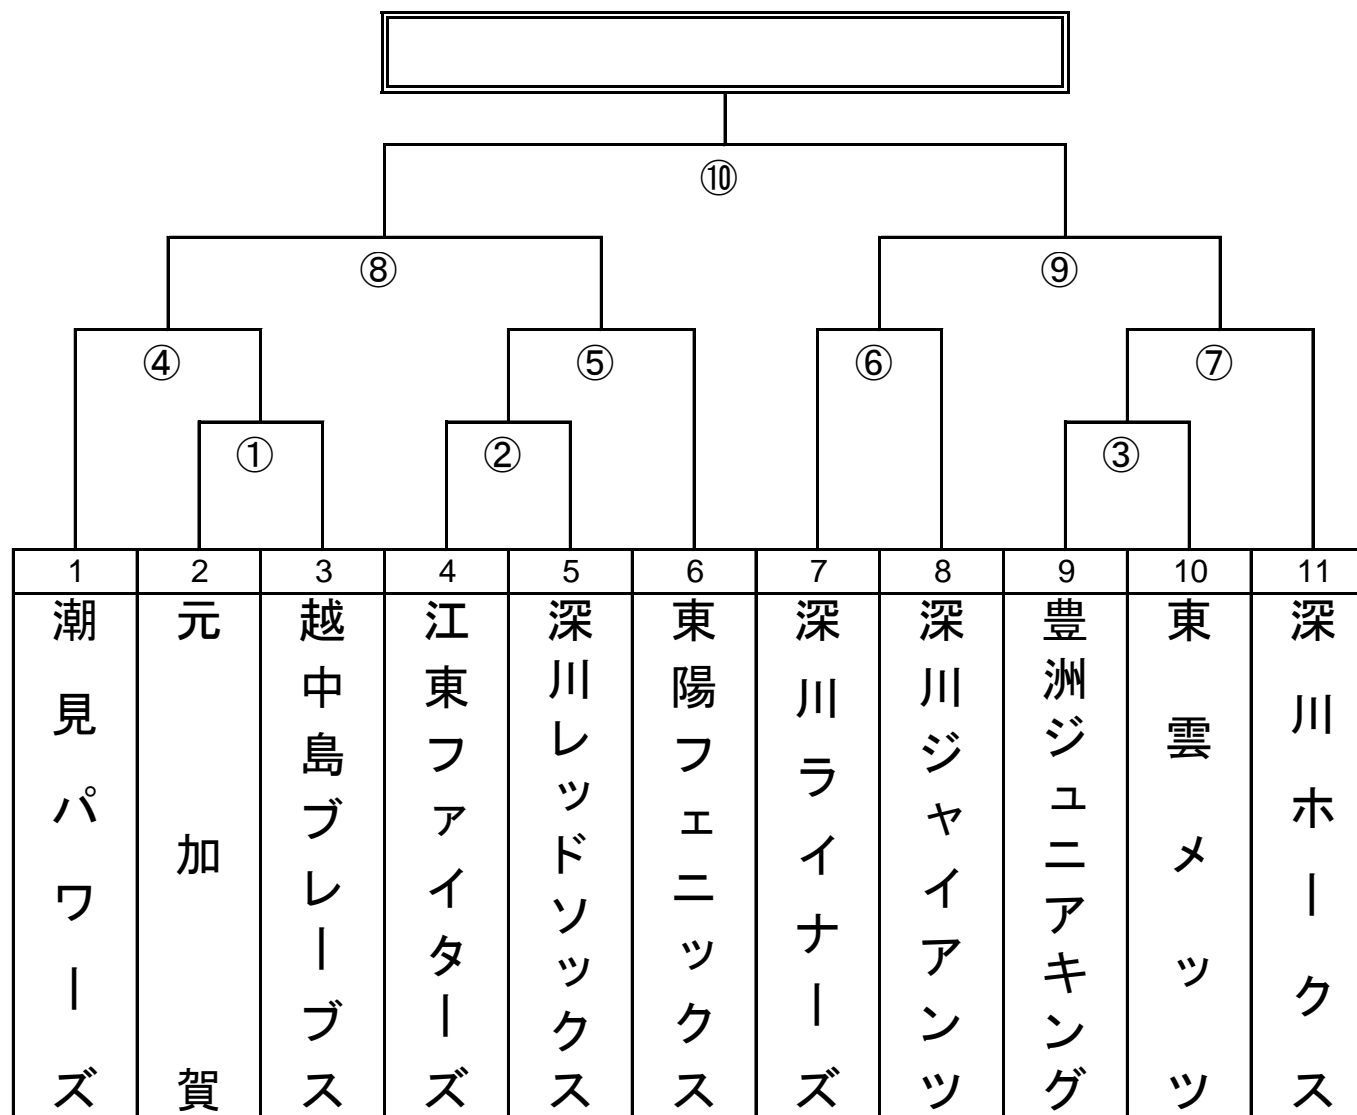 ⑩
⑧ ⑨
④ ⑤ ⑥ ⑦
① ② ③
1 2 3 4 5 6 7 8 9 10 11
潮見パワーズ
元加賀
越中島ブレーブス
江東ファイターズ
深川レッドソックス
東陽フェニックス
深川ライナーズ
深川ジャイアンツ
豊洲ジュニアキング
東雲メッツ
深川ホークス